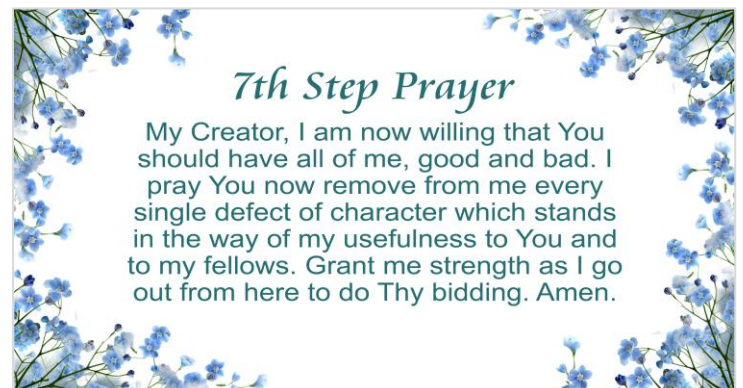 7th Step Prayer
My Creator, I am now willing that You
should have all of me, good and bad. I
pray You now remove from me every
single defect of character which stands
in the way of my usefulness to You and
to my fellows. Grant me strength as I go
out from here to do Thy bidding. Amen.